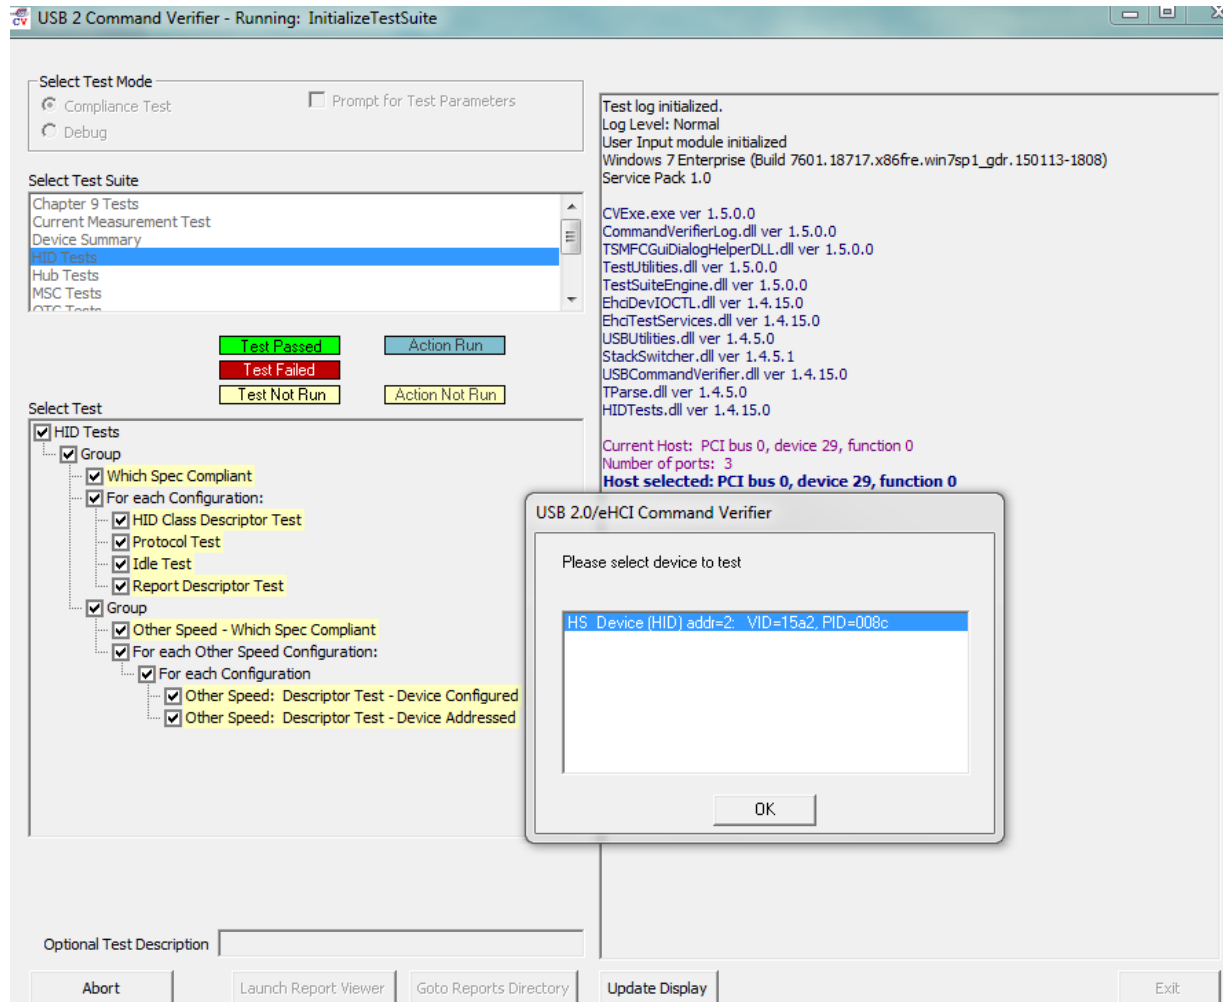 USB 2 Command Verifier - Running: InitializeTestSuite
Select Test Mode
Compliance Test
Prompt for Test Parameters
Debug
Select Test Suite
Chapter 9 Tests
Current Measurement Test
Device Summary
HID Tests
Hub Tests
MSC Tests
OTG Tests
Test Passed
Action Run
Test Failed
Test Not Run
Action Not Run
Select Test
HID Tests
Group
Which Spec Compliant
For each Configuration:
HID Class Descriptor Test
Protocol Test
Idle Test
Report Descriptor Test
Group
Other Speed - Which Spec Compliant
For each Other Speed Configuration:
For each Configuration
Other Speed: Descriptor Test - Device Configured
Other Speed: Descriptor Test - Device Addressed
Test log initialized.
Log Level: Normal
User Input module initialized
Windows 7 Enterprise (Build 7601.18717.x86fre.win7sp1_gdr.150113-1808)
Service Pack 1.0
CVExe.exe ver 1.5.0.0
CommandVerifierLog.dll ver 1.5.0.0
TSMFCGuiDialogHelperDLL.dll ver 1.5.0.0
TestUtilities.dll ver 1.5.0.0
TestSuiteEngine.dll ver 1.5.0.0
EhciDevIOCTL.dll ver 1.4.15.0
EhciTestServices.dll ver 1.4.15.0
USBUtilities.dll ver 1.4.5.0
StackSwitcher.dll ver 1.4.5.1
USBCommandVerifier.dll ver 1.4.15.0
TParse.dll ver 1.4.5.0
HIDTests.dll ver 1.4.15.0
Current Host: PCI bus 0, device 29, function 0
Number of ports: 3
Host selected: PCI bus 0, device 29, function 0
USB 2.0/eHCI Command Verifier
Please select device to test
HS Device (HID) addr=2: VID=15a2, PID=008c
OK
Optional Test Description
Abort
Launch Report Viewer
Goto Reports Directory
Update Display
Exit